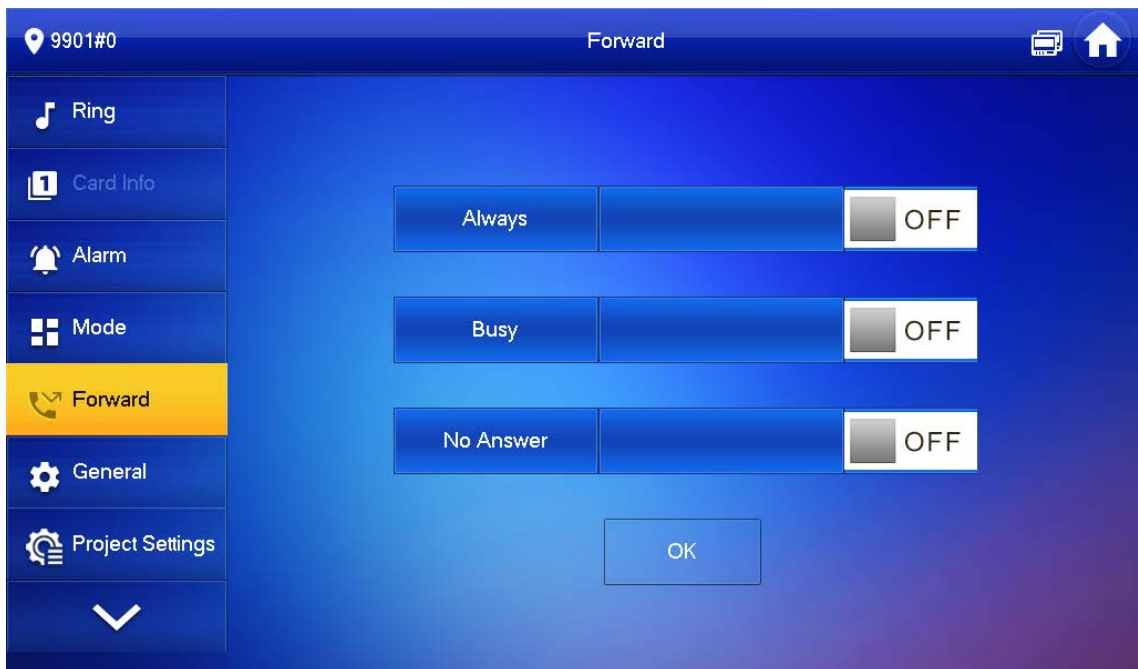 9901#0
Forward
Ring
1
Card Info
Alarm
Mode
Forward
General
Project Settings
Always
OFF
Busy
OFF
No Answer
OFF
OK